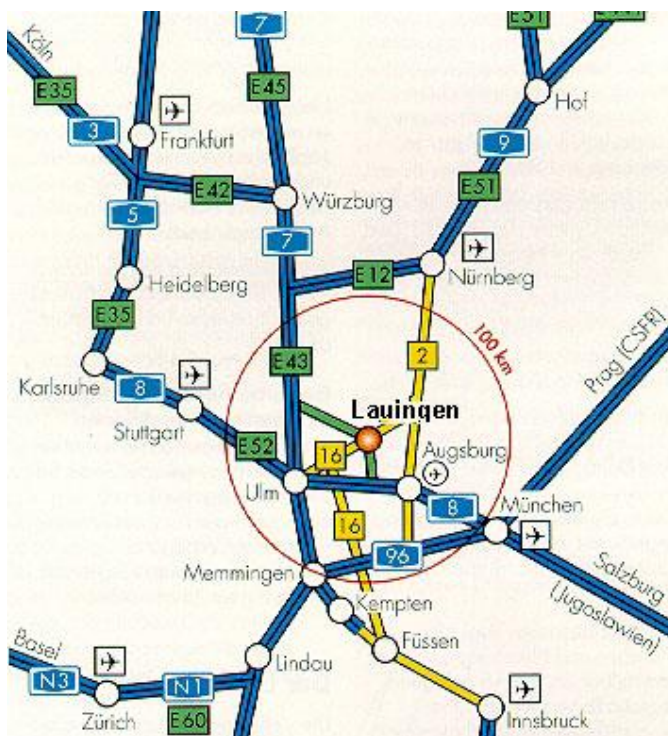 E51
Köln
7
E35
E45
3
Frankfurt
Hof
9
E42
E51
Würzburg
5
7
Heidelberg
E12
Nürnberg
E35
E43
2
100 km
Prag (CSFR)
Karlsruhe
8
Stuttgart
Lauingen
E52
16
Augsburg
Ulm
8
München
16
96
Memmingen
Salzburg
(Jugoslawien)
Kempten
Füssen
Basel
Lindau
N3
N1
Zürich
E60
Innsbruck